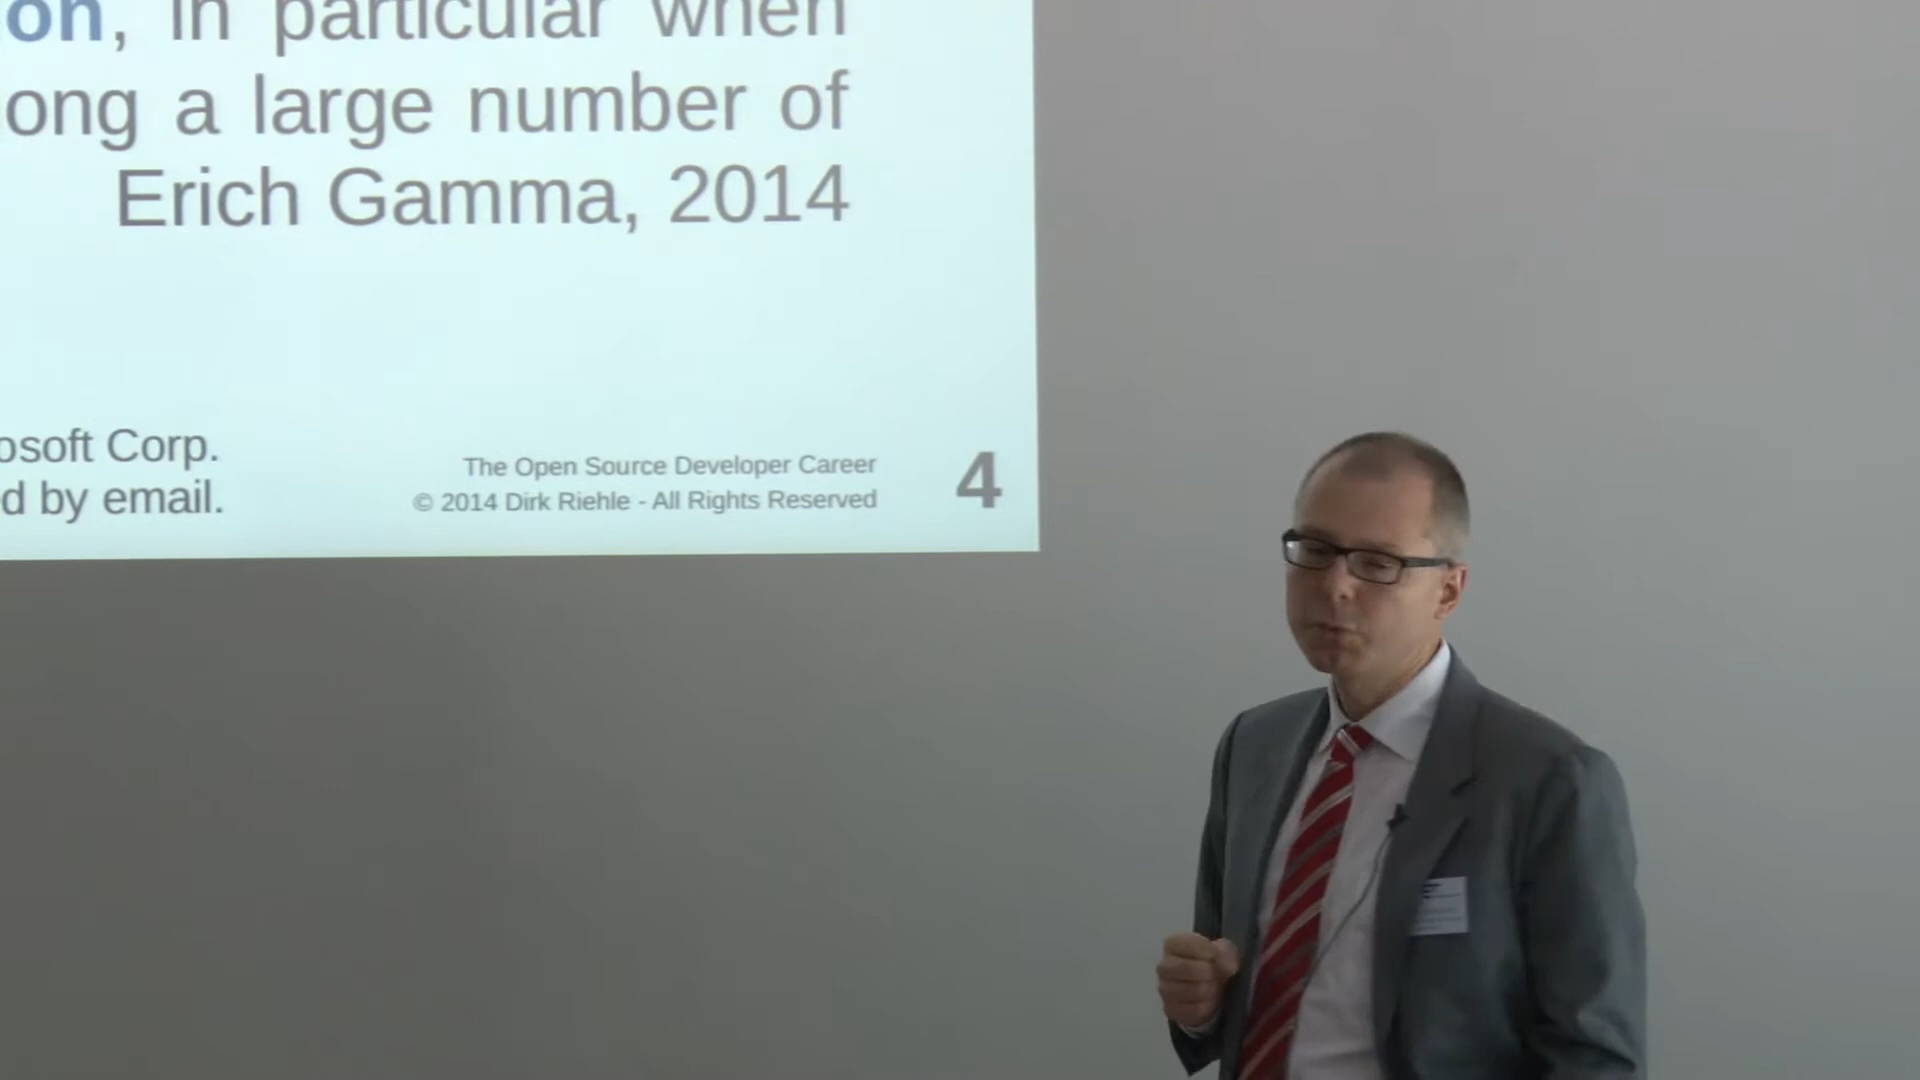 on, in particular when
ong a large number of
Erich Gamma, 2014
osoft Corp.
d by email.
The Open Source Developer Career
© 2014 Dirk Riehle - All Rights Reserved
4